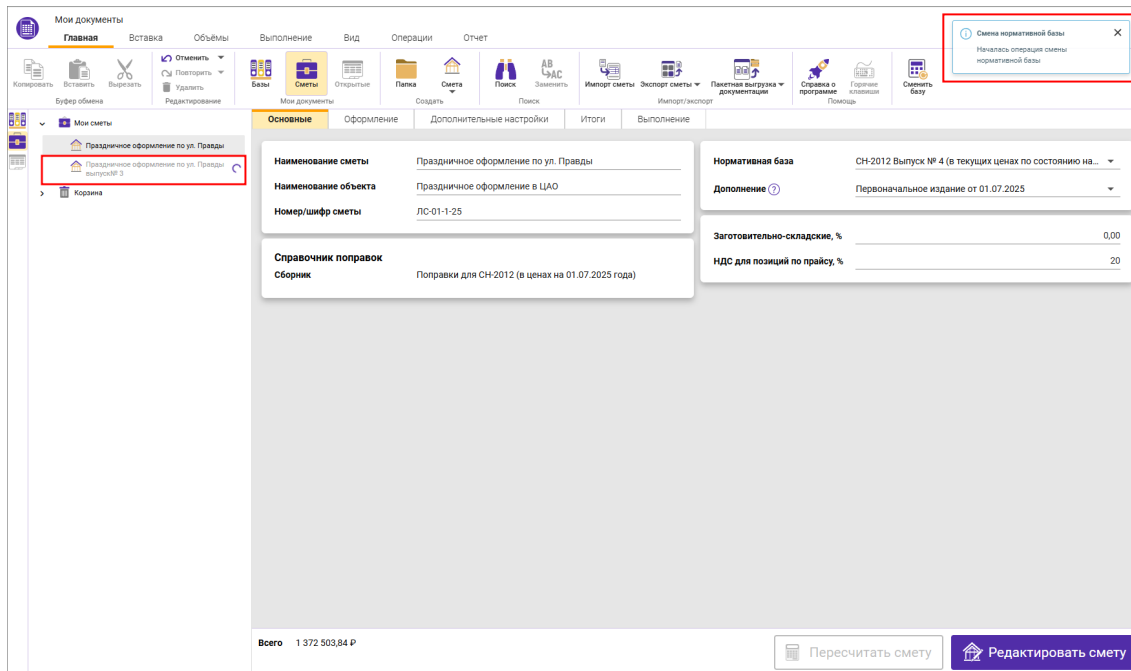 Мои документы
Главная Вставка Объёмы Выполнение Вид Операции Отчет
Смена нормативной базы
Началась операция смены
нормативной базы
Копировать Вставить Вырезать
Буфер обмена
Отменить
Повторить
Удалить
Редактирование
Базы Сметы Открытые
Мои документы
Папка Смета
Создать
Поиск
AB
AC
Заменить
Поиск
Импорт сметы Экспорт сметы Пакетная выгрузка
документации
Импорт/экспорт
Справка о
программе
Горячие
клавиши
Помощь
Сменить
базу
Мои сметы
Праздничное оформление по ул. Правды
Праздничное оформление по ул. Правды
выпуск№ 3
Корзина
Основные Оформление Дополнительные настройки Итоги Выполнение
Наименование сметы Праздничное оформление по ул. Правды
Наименование объекта Праздничное оформление в ЦАО
Номер/шифр сметы ЛС-01-1-25
Справочник поправок
Сборник Поправки для СН-2012 (в ценах на 01.07.2025 года)
Нормативная база СН-2012 Выпуск № 4 (в текущих ценах по состоянию на...
Дополнение ? Первоначальное издание от 01.07.2025
Заготовительно-складские, % 0,00
НДС для позиций по прайсу, % 20
Всего 1 372 503,84 ₽
Пересчитать смету
Редактировать смету